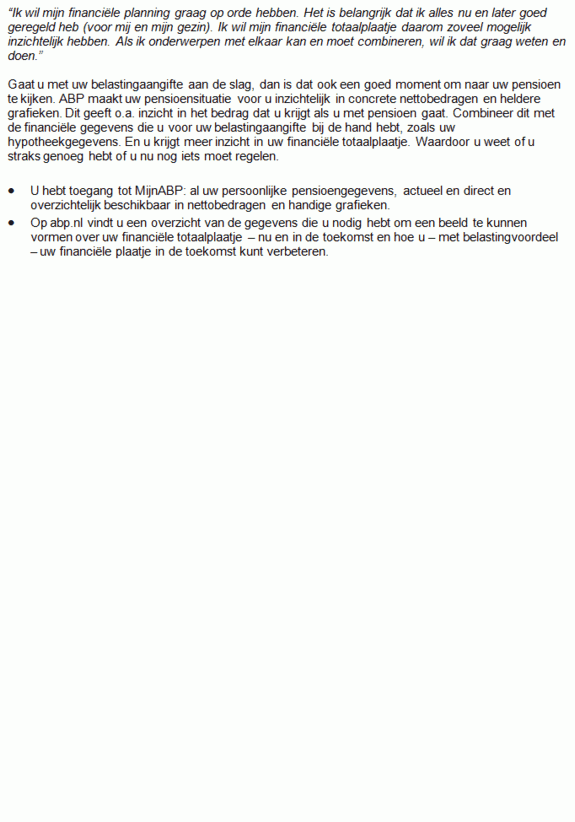 “Ik wil mijn financiële planning graag op orde hebben. Het is belangrijk dat ik alles nu en later goed
geregeld heb (voor mij en mijn gezin). Ik wil mijn financiële totaalplaatje daarom zoveel mogelijk
inzichtelijk hebben. Als ik onderwerpen met elkaar kan en moet combineren, wil ik dat graag weten en
doen.”
Gaat u met uw belastingaangifte aan de slag, dan is dat ook een goed moment om naar uw pensioen
te kijken. ABP maakt uw pensioensituatie voor u inzichtelijk in concrete nettobedragen en heldere
grafieken. Dit geeft o.a. inzicht in het bedrag dat u krijgt als u met pensioen gaat. Combineer dit met
de financiële gegevens die u voor uw belastingaangifte bij de hand hebt, zoals uw
hypotheekgegevens. En u krijgt meer inzicht in uw financiële totaalplaatje. Waardoor u weet of u
straks genoeg hebt of u nu nog iets moet regelen.
• U hebt toegang tot MijnABP: al uw persoonlijke pensioengegevens, actueel en direct en
overzichtelijk beschikbaar in nettobedragen en handige grafieken.
• Op abp.nl vindt u een overzicht van de gegevens die u nodig hebt om een beeld te kunnen
vormen over uw financiële totaalplaatje – nu en in de toekomst en hoe u – met belastingvoordeel
– uw financiële plaatje in de toekomst kunt verbeteren.